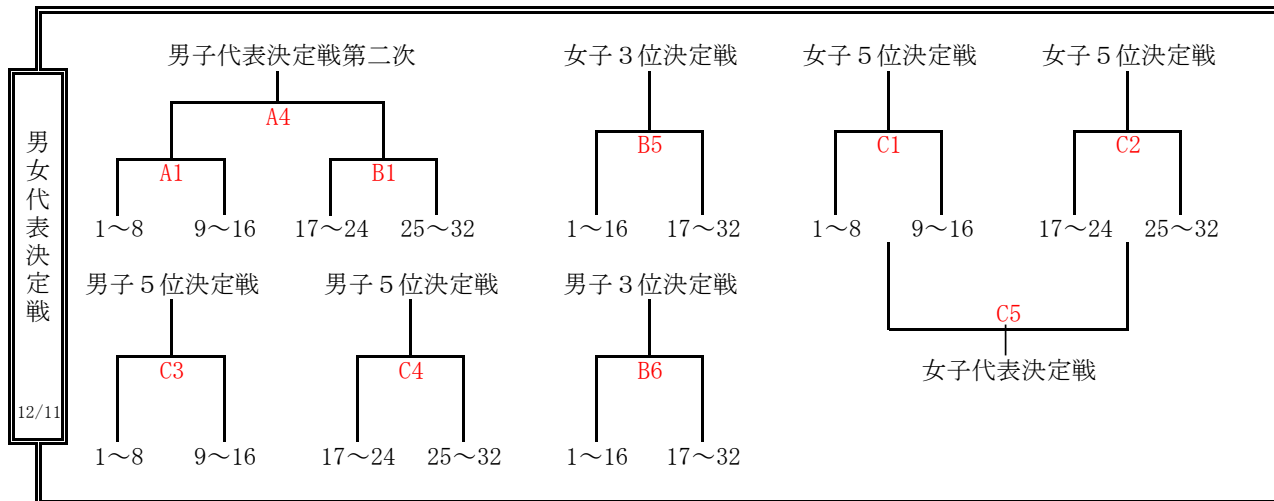 男女代表決定戦
12/11
男子代表決定戦第二次
A4
A1
B1
1～8 9～16 17～24 25～32
女子３位決定戦
B5
1～16 17～32
女子５位決定戦
C1
1～8 9～16
女子５位決定戦
C2
17～24 25～32
C5
女子代表決定戦
男子５位決定戦
C3
1～8 9～16
男子５位決定戦
C4
17～24 25～32
男子３位決定戦
B6
1～16 17～32